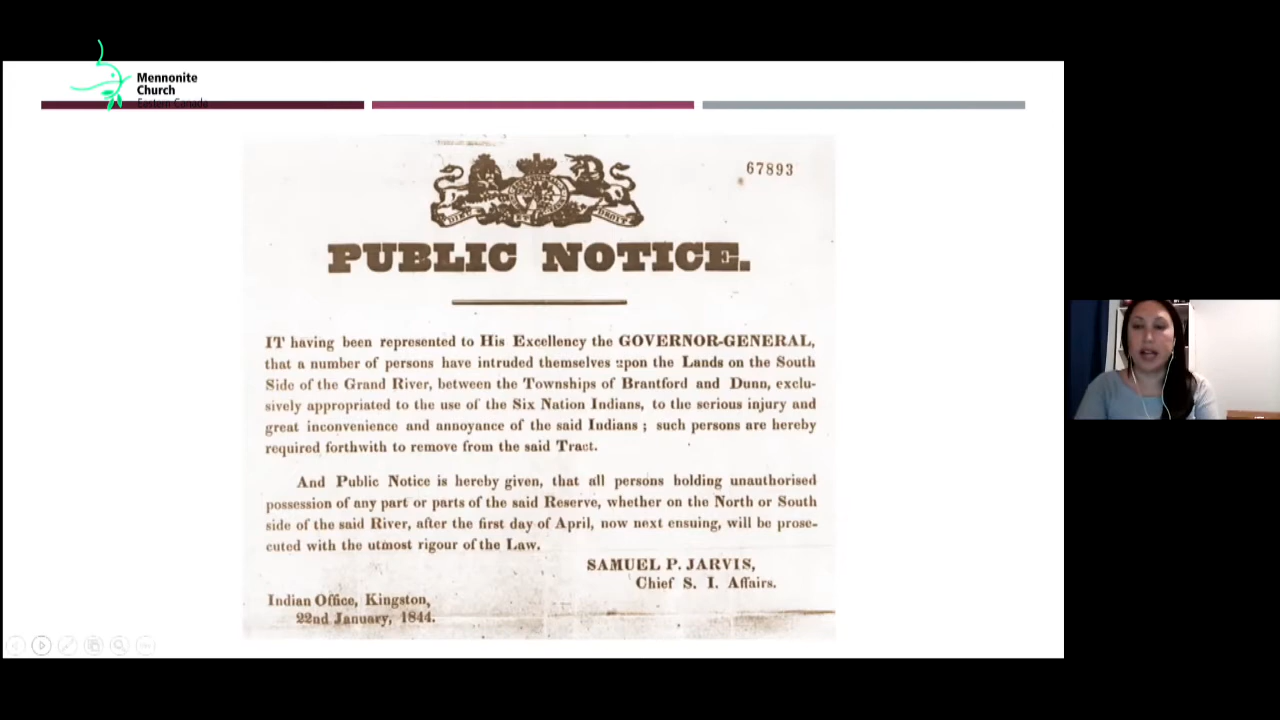 Mennonite
Church
Eastern Canada
67893
DIEU ET DROIT
PUBLIC NOTICE.
IT having been represented to His Excellency the GOVERNOR-GENERAL,
that a number of persons have intruded themselves upon the Lands on the South
Side of the Grand River, between the Townships of Brantford and Dunn, exclu-
sively appropriated to the use of the Six Nation Indians, to the serious injury and
great inconvenience and annoyance of the said Indians ; such persons are hereby
required forthwith to remove from the said Tract.
And Public Notice is hereby given, that all persons holding unauthorised
possession of any part or parts of the said Reserve, whether on the North or South
side of the said River, after the first day of April, now next ensuing, will be prose-
cuted with the utmost rigour of the Law.
SAMUEL P. JARVIS,
Chief S. I. Affairs.
Indian Office, Kingston,
22nd January, 1844.